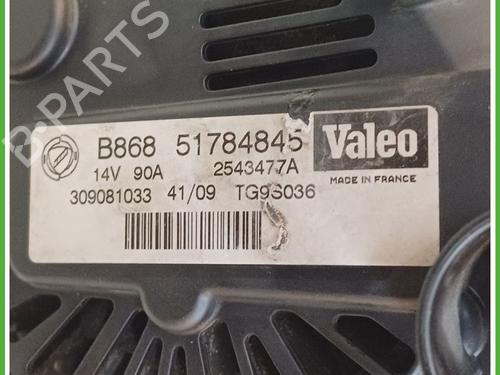 B-PARTS
B868 51784845
14V 90A 2543477A
309081033 41/09 TG9S036
Valeo
MADE IN FRANCE